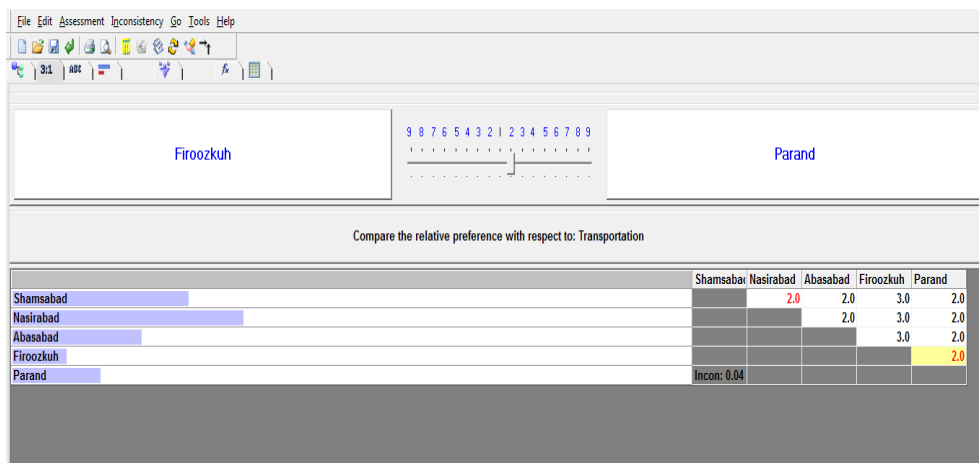 File Edit Assessment Inconsistency Go Tools Help
3:1 ABC fx
Firoozkuh
9 8 7 6 5 4 3 2 1 2 3 4 5 6 7 8 9
Parand
Compare the relative preference with respect to: Transportation
Shamsabad Nasirabad Abasabad Firoozkuh Parand
Shamsabad 2.0 2.0 3.0 2.0
Nasirabad 2.0 3.0 2.0
Abasabad 3.0 2.0
Firoozkuh 2.0
Parand Incon: 0.04